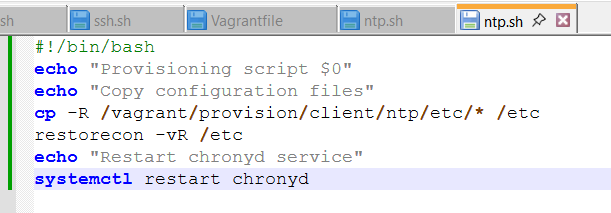 sh
ssh.sh
Vagrantfile
ntp.sh
ntp.sh
#!/bin/bash
echo "Provisioning script $0"
echo "Copy configuration files"
cp -R /vagrant/provision/client/ntp/etc/* /etc
restorecon -vR /etc
echo "Restart chronyd service"
systemctl restart chronyd